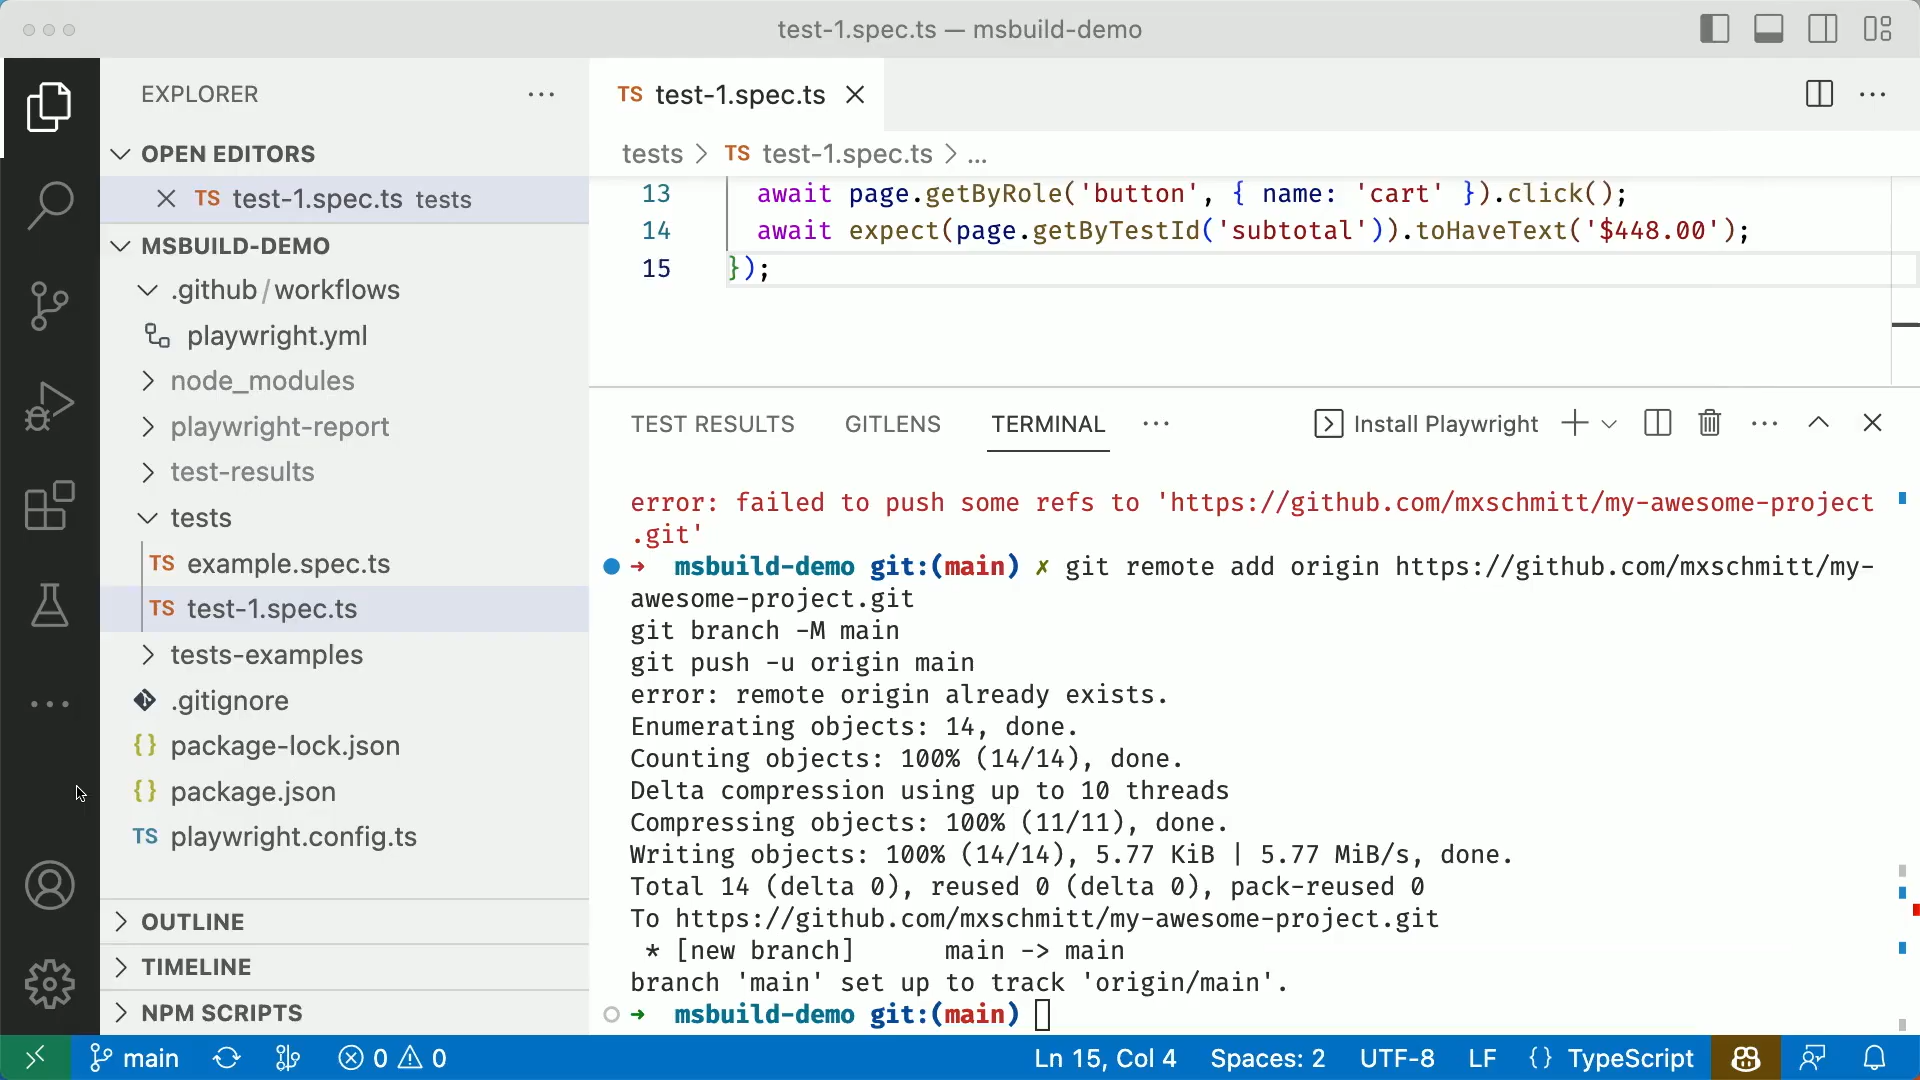 test-1.spec.ts — msbuild-demo
EXPLORER
OPEN EDITORS
TS test-1.spec.ts tests
MSBUILD-DEMO
.github/workflows
playwright.yml
node_modules
playwright-report
test-results
tests
TS example.spec.ts
TS test-1.spec.ts
tests-examples
.gitignore
{} package-lock.json
{} package.json
TS playwright.config.ts
OUTLINE
TIMELINE
NPM SCRIPTS
TS test-1.spec.ts
tests > TS test-1.spec.ts > ...
13 await page.getByRole('button', { name: 'cart' }).click();
14 await expect(page.getByTestId('subtotal')).toHaveText('$448.00');
15 });
TEST RESULTS GITLENS TERMINAL ··· Install Playwright
error: failed to push some refs to 'https://github.com/mxschmitt/my-awesome-project
.git'
→ msbuild-demo git:(main) ✗ git remote add origin https://github.com/mxschmitt/my-
awesome-project.git
git branch -M main
git push -u origin main
error: remote origin already exists.
Enumerating objects: 14, done.
Counting objects: 100% (14/14), done.
Delta compression using up to 10 threads
Compressing objects: 100% (11/11), done.
Writing objects: 100% (14/14), 5.77 KiB | 5.77 MiB/s, done.
Total 14 (delta 0), reused 0 (delta 0), pack-reused 0
To https://github.com/mxschmitt/my-awesome-project.git
* [new branch] main -> main
branch 'main' set up to track 'origin/main'.
→ msbuild-demo git:(main)
main 0 0 Ln 15, Col 4 Spaces: 2 UTF-8 LF {} TypeScript